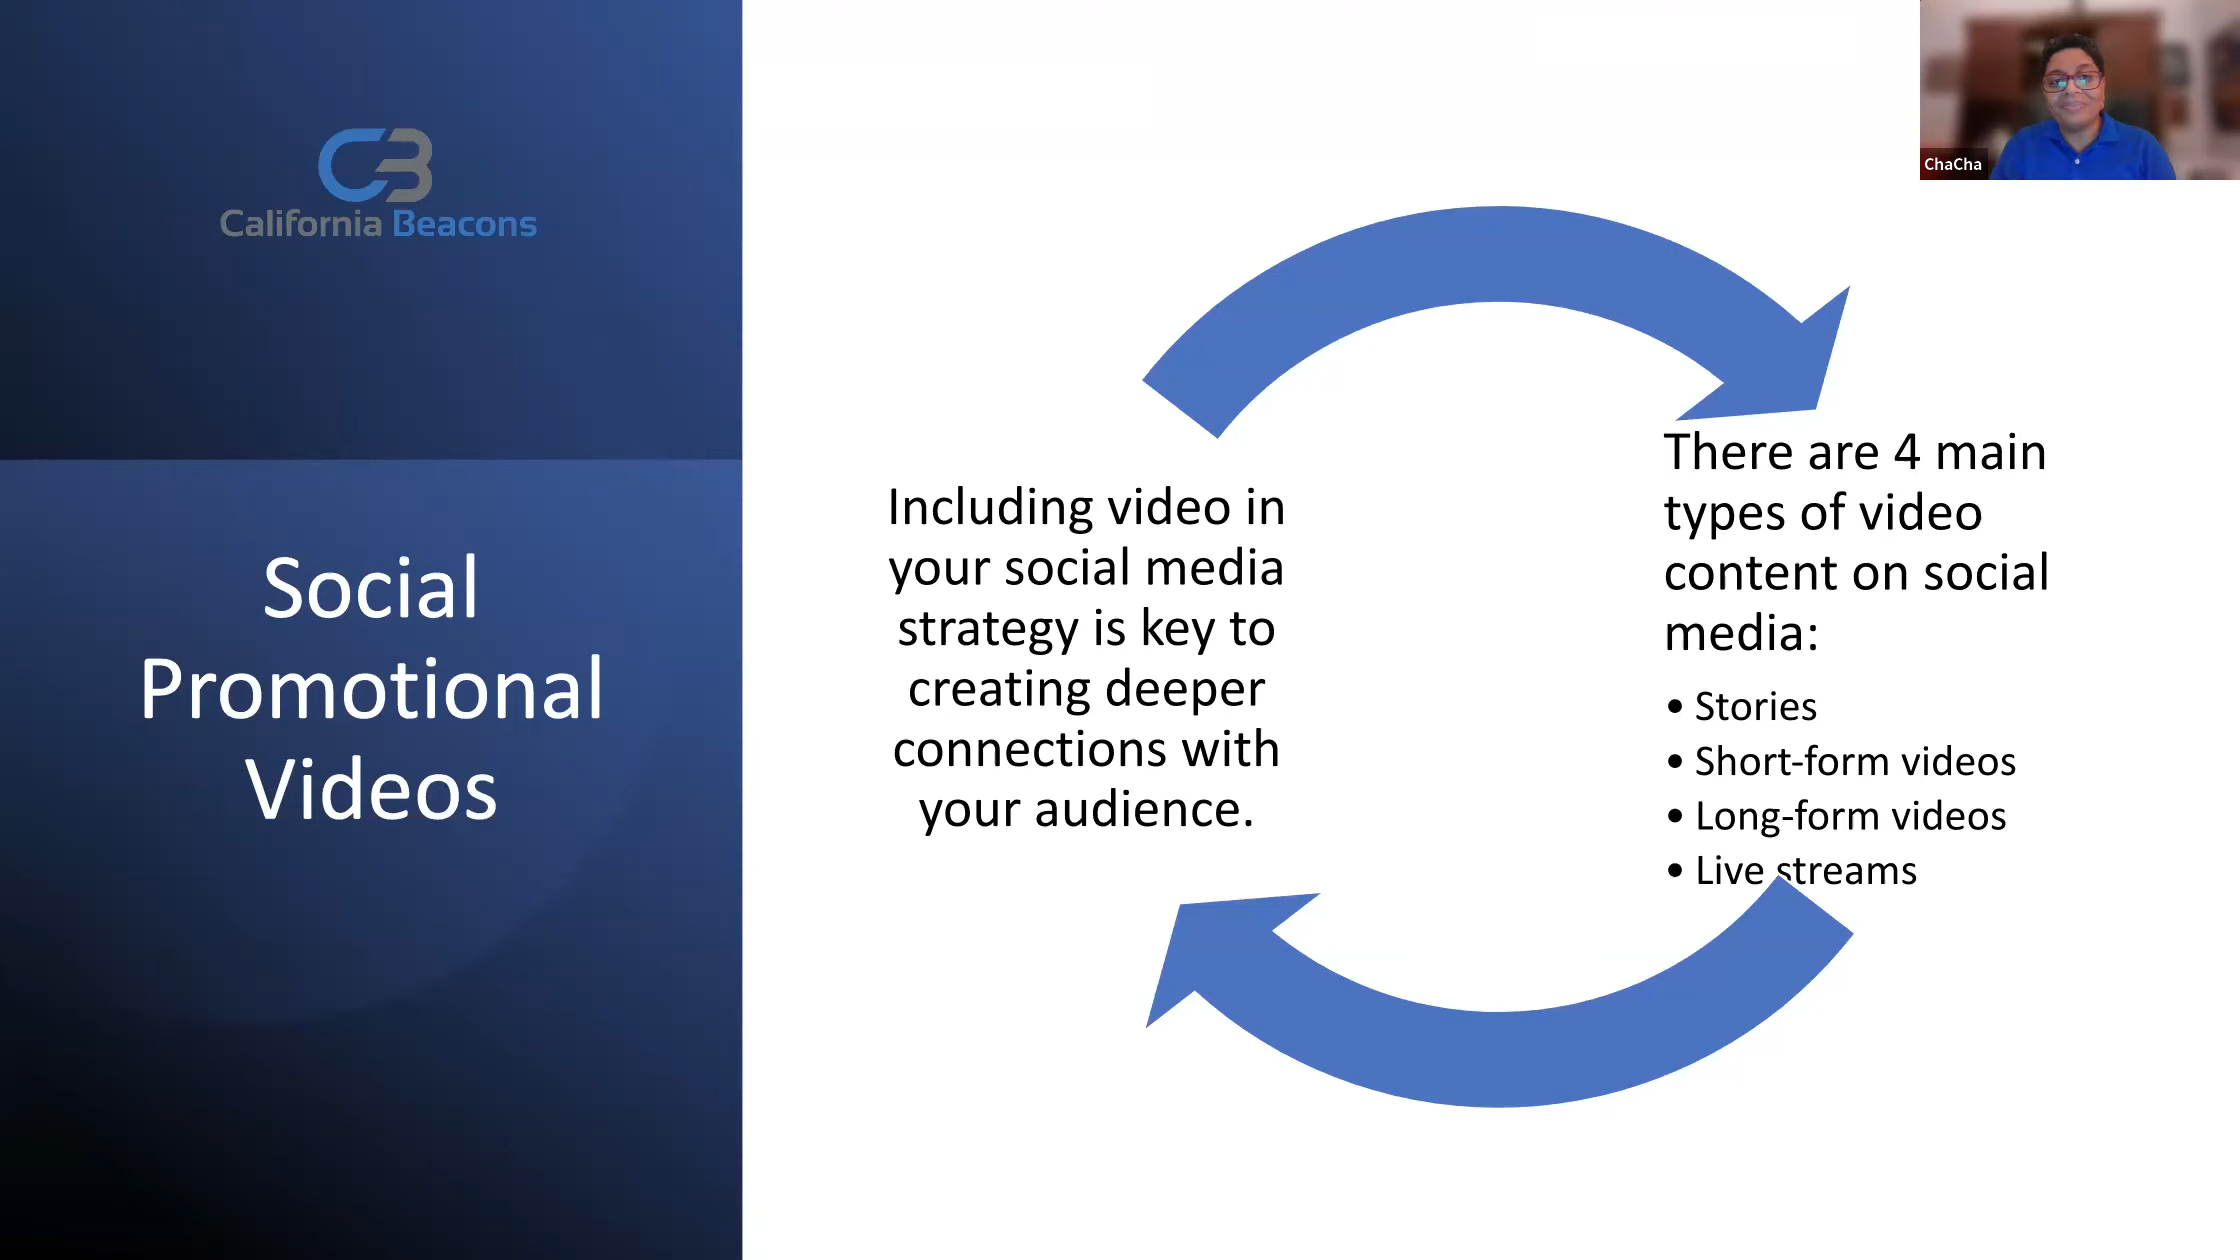 CB
California Beacons
Social
Promotional
Videos
Including video in
your social media
strategy is key to
creating deeper
connections with
your audience.
There are 4 main
types of video
content on social
media:
• Stories
• Short-form videos
• Long-form videos
• Live streams
ChaCha